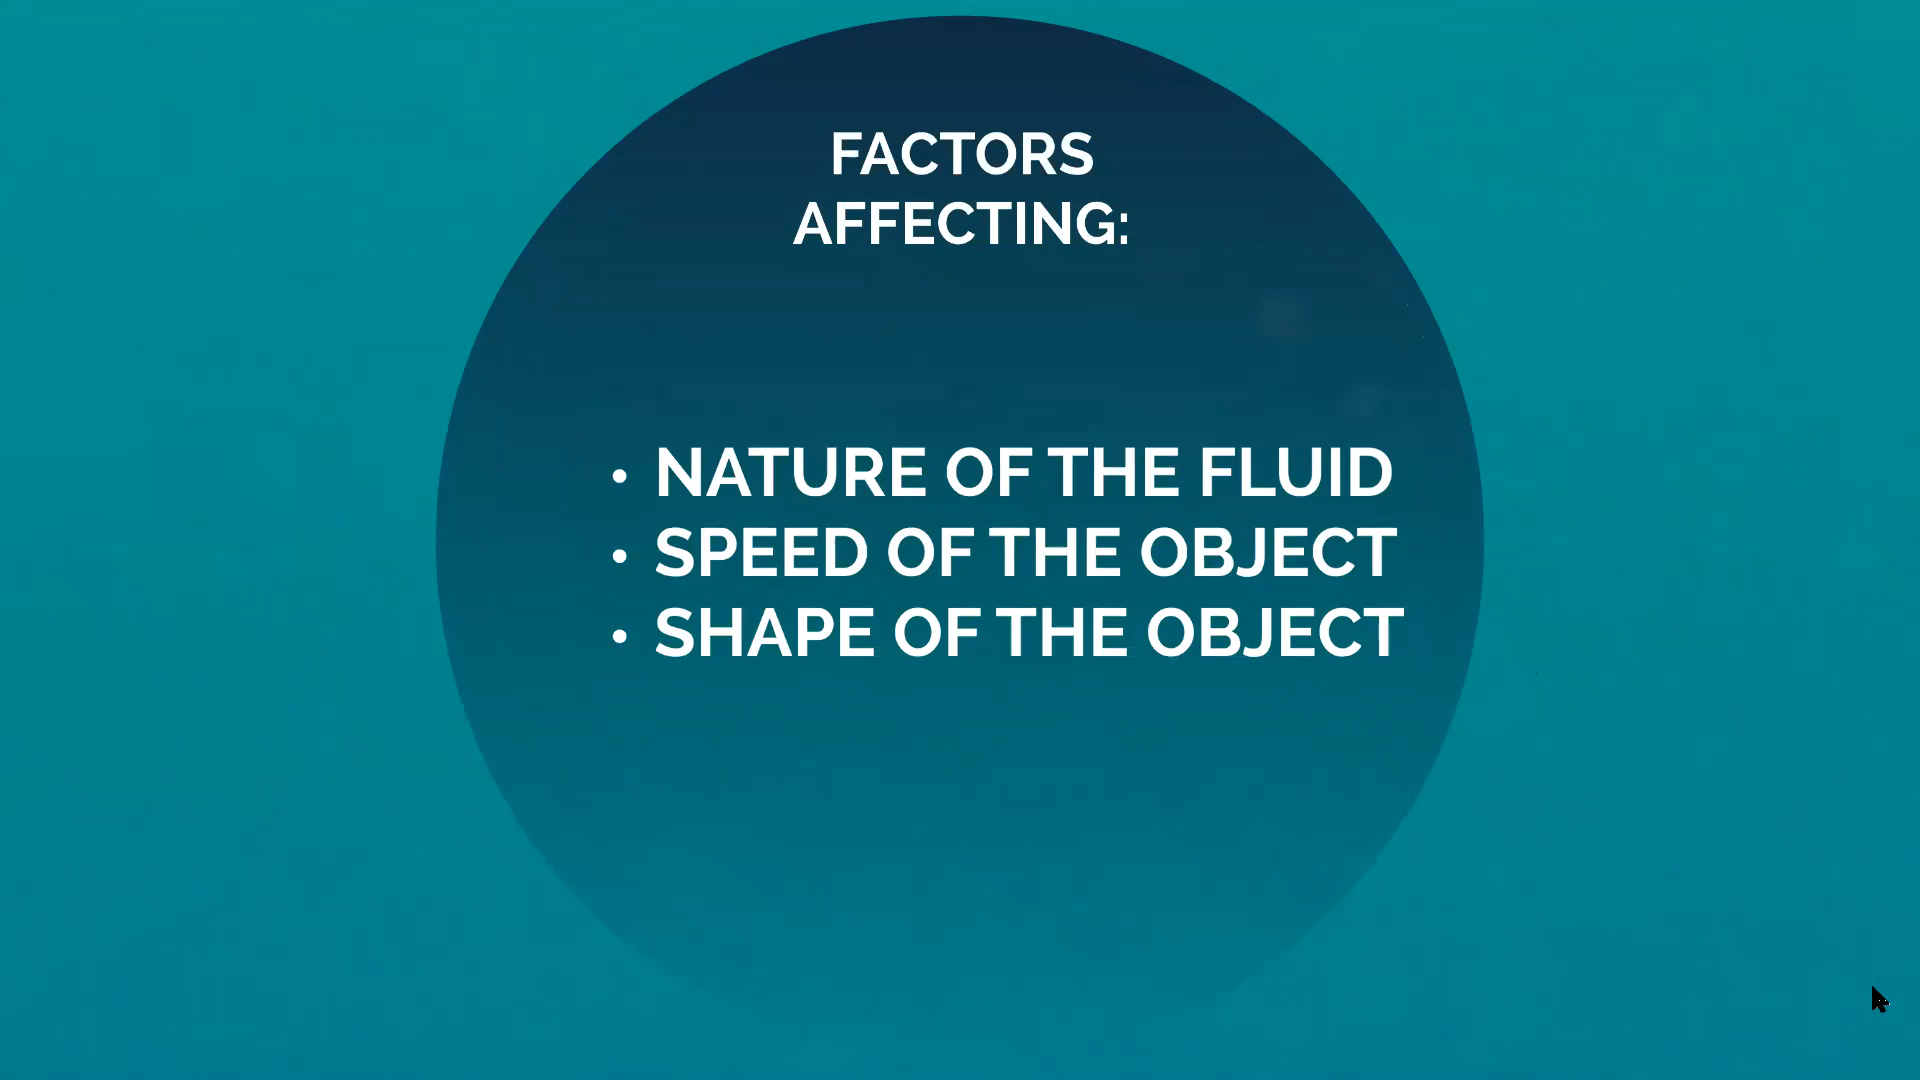 FACTORS
AFFECTING:
• NATURE OF THE FLUID
• SPEED OF THE OBJECT
• SHAPE OF THE OBJECT